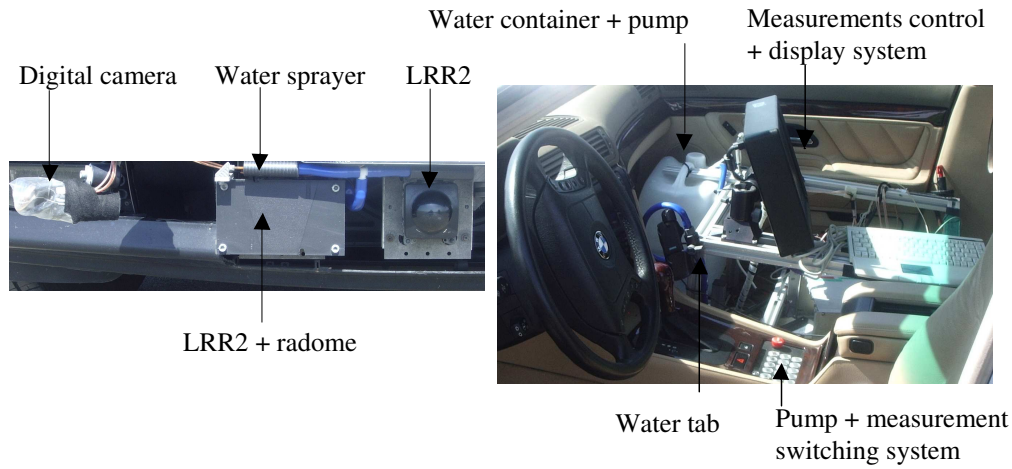 Digital camera
Water sprayer
LRR2
LRR2 + radome
Water container + pump
Measurements control
+ display system
Water tab
Pump + measurement
switching system